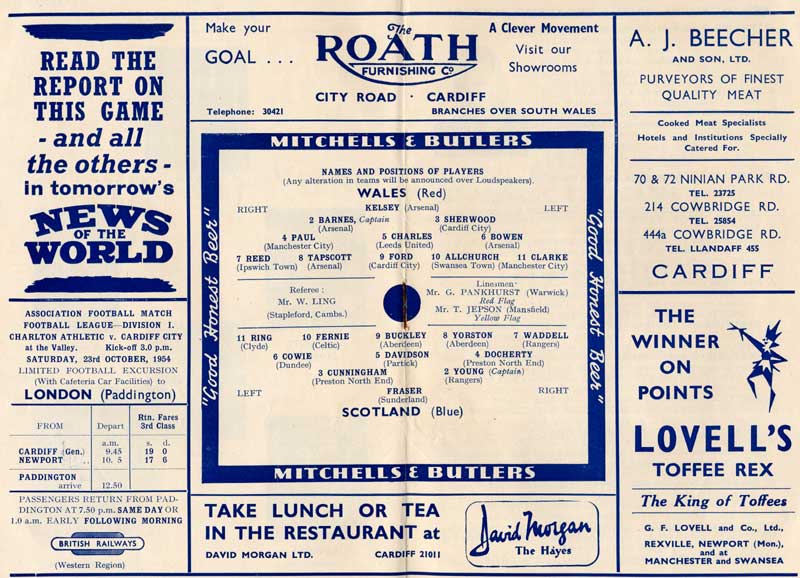 READ THE
REPORT ON
THIS GAME
- and all
the others -
in tomorrow's
NEWS
OF THE
WORLD
ASSOCIATION FOOTBALL MATCH
FOOTBALL LEAGUE—DIVISION I.
CHARLTON ATHLETIC v. CARDIFF CITY
at the Valley. Kick-off 3.0 p.m.
SATURDAY, 23rd OCTOBER, 1954
LIMITED FOOTBALL EXCURSION
(With Cafeteria Car Facilities) to
LONDON (Paddington)
FROM Depart Rtn. Fares 3rd Class
a.m. s. d.
CARDIFF (Gen.) 9.45 19 0
NEWPORT .. 10. 5 17 6
PADDINGTON
arrive 12.50
PASSENGERS RETURN FROM PAD-
DINGTON AT 7.50 p.m. SAME DAY OR
1.0 a.m. EARLY FOLLOWING MORNING
BRITISH RAILWAYS
(Western Region)
Make your
GOAL ...
The
ROATH
FURNISHING Co.
A Clever Movement
Visit our
Showrooms
CITY ROAD · CARDIFF
Telephone: 30421 BRANCHES OVER SOUTH WALES
MITCHELLS & BUTLERS
"Good Honest Beer"
NAMES AND POSITIONS OF PLAYERS
(Any alteration in teams will be announced over Loudspeakers).
WALES (Red)
RIGHT KELSEY (Arsenal) LEFT
2 BARNES, Captain 3 SHERWOOD
(Arsenal) (Cardiff City)
4 PAUL 5 CHARLES 6 BOWEN
(Manchester City) (Leeds United) (Arsenal)
7 REED 8 TAPSCOTT 9 FORD 10 ALLCHURCH 11 CLARKE
(Ipswich Town) (Arsenal) (Cardiff City) (Swansea Town) (Manchester City)
Referee :
Mr. W. LING
(Stapleford, Cambs.)
Linesmen-
Mr. G. PANKHURST (Warwick)
Red Flag
Mr. T. JEPSON (Mansfield)
Yellow Flag
11 RING 10 FERNIE 9 BUCKLEY 8 YORSTON 7 WADDELL
(Clyde) (Celtic) (Aberdeen) (Aberdeen) (Rangers)
6 COWIE 5 DAVIDSON 4 DOCHERTY
(Dundee) (Partick) (Preston North End)
3 CUNNINGHAM 2 YOUNG (Captain)
(Preston North End) (Rangers)
LEFT FRASER RIGHT
(Sunderland)
SCOTLAND (Blue)
"Good Honest Beer"
MITCHELLS & BUTLERS
TAKE LUNCH OR TEA
IN THE RESTAURANT at
DAVID MORGAN LTD. CARDIFF 21011
David Morgan
The Hayes
A. J. BEECHER
AND SON, LTD.
PURVEYORS OF FINEST
QUALITY MEAT
Cooked Meat Specialists
Hotels and Institutions Specially
Catered For.
70 & 72 NINIAN PARK RD.
TEL. 23725
214 COWBRIDGE RD.
TEL. 25854
444a COWBRIDGE RD.
TEL. LLANDAFF 455
CARDIFF
THE
WINNER
ON
POINTS
LOVELL'S
TOFFEE REX
The King of Toffees
G. F. LOVELL and Co., Ltd.,
REXVILLE, NEWPORT (Mon.),
and at
MANCHESTER and SWANSEA